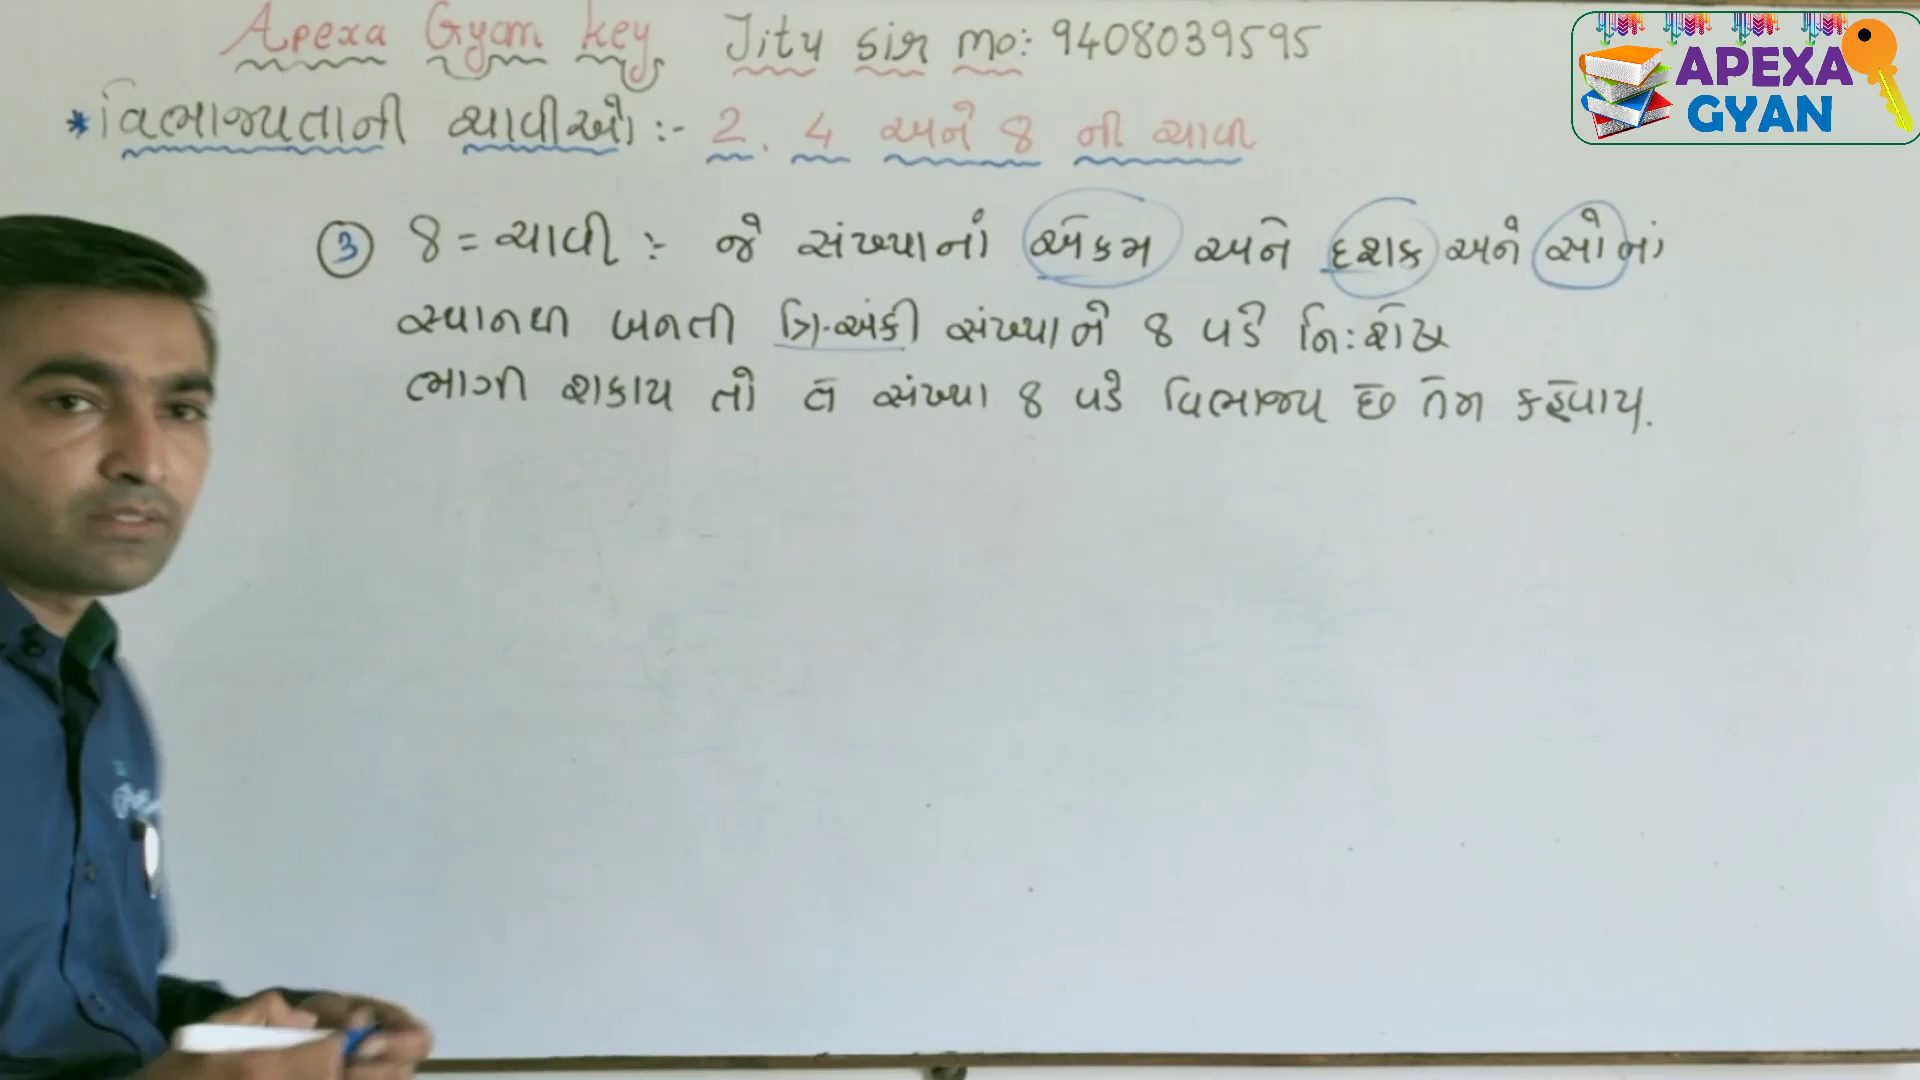 Apexa Gyan key Jitu sir mo: 9408039595
APEXA
GYAN
* વિભાજ્યતાની ચાવીઓ :- 2, 4 અને 8 ની ચાવી
③ 8 = ચાવી :- જે સંખ્યાનાં એકમ અને દશક અને સોનાં
સ્થાનથી બનતી ત્રિ-અંકી સંખ્યાને 8 વડે નિ:શેષ
ભાગી શકાય તો તે સંખ્યા 8 વડે વિભાજ્ય છે તેમ કહેવાય.